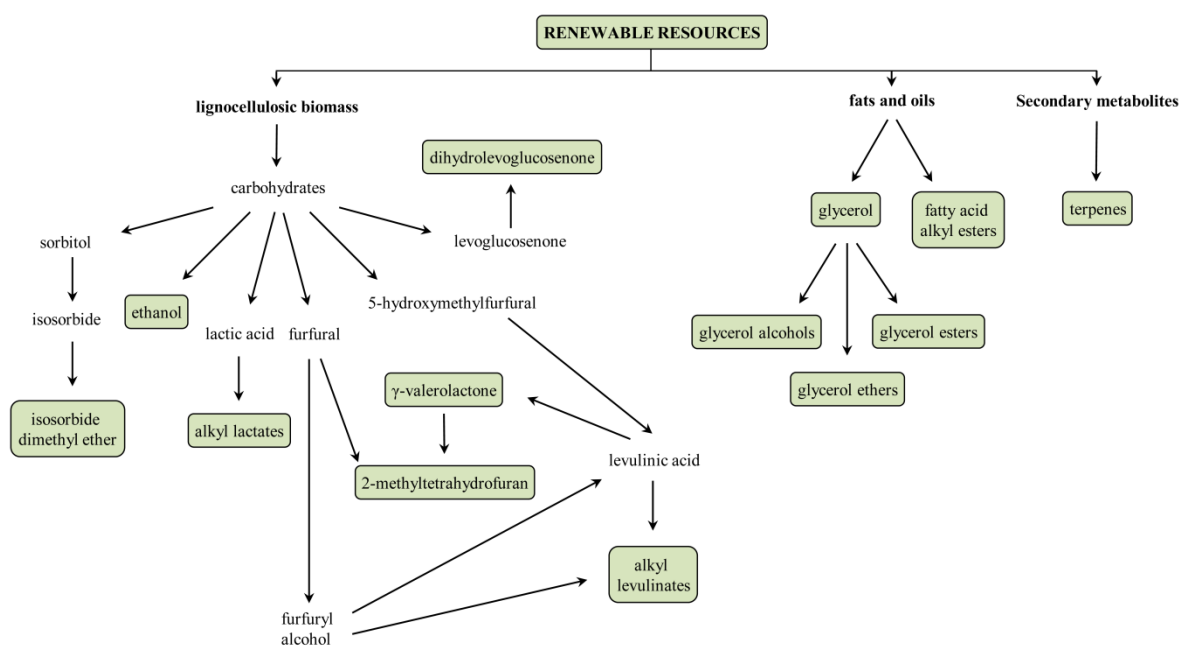 RENEWABLE RESOURCES
lignocellulosic biomass
fats and oils
Secondary metabolites
dihydrolevoglucosenone
carbohydrates
glycerol
fatty acid
alkyl esters
terpenes
sorbitol
levoglucosenone
isosorbide
ethanol
5-hydroxymethylfurfural
lactic acid
furfural
glycerol alcohols
glycerol esters
glycerol ethers
γ-valerolactone
isosorbide
dimethyl ether
alkyl lactates
levulinic acid
2-methyltetrahydrofuran
alkyl
levulinates
furfuryl
alcohol